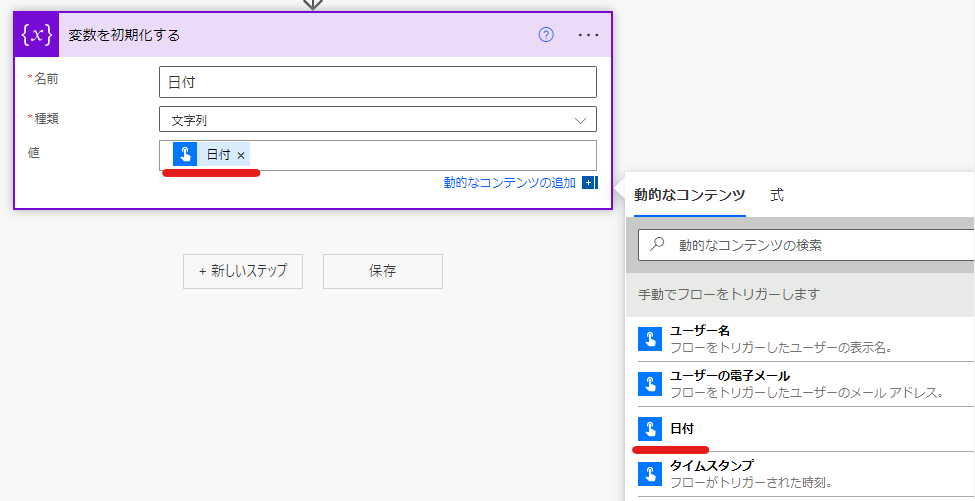 {x} 変数を初期化する ? ...
*名前 日付
*種類 文字列
値 日付 ×
動的なコンテンツの追加
+ 新しいステップ 保存
動的なコンテンツ 式
動的なコンテンツの検索
手動でフローをトリガーします
ユーザー名
フローをトリガーしたユーザーの表示名。
ユーザーの電子メール
フローをトリガーしたユーザーのメール アドレス。
日付
タイムスタンプ
フローがトリガーされた時刻。